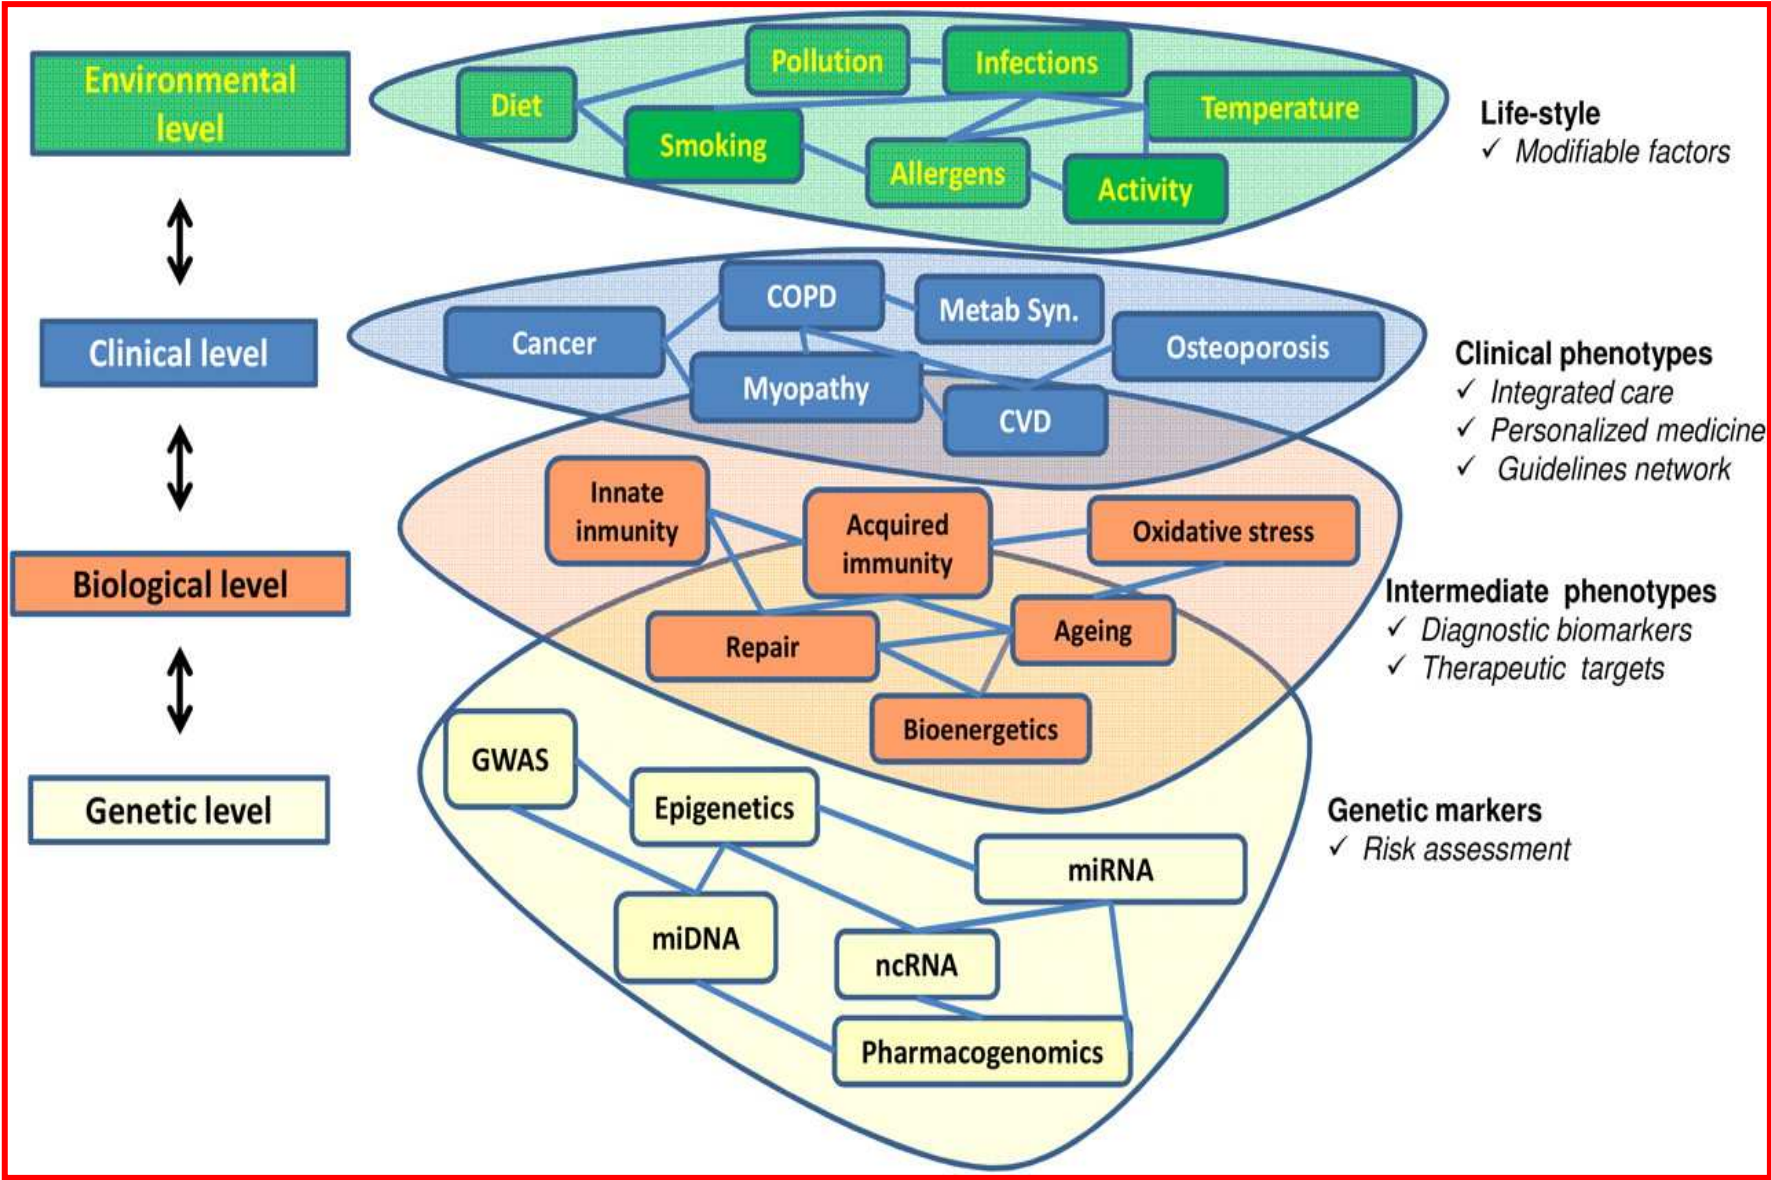 Environmental
level
Diet
Pollution
Infections
Temperature
Smoking
Allergens
Activity
Life-style
✓ Modifiable factors
Clinical level
COPD
Metab Syn.
Cancer
Osteoporosis
Myopathy
CVD
Clinical phenotypes
✓ Integrated care
✓ Personalized medicine
✓ Guidelines network
Biological level
Innate
inmunity
Acquired
immunity
Oxidative stress
Repair
Ageing
Bioenergetics
Intermediate phenotypes
✓ Diagnostic biomarkers
✓ Therapeutic targets
Genetic level
GWAS
Epigenetics
miRNA
miDNA
ncRNA
Pharmacogenomics
Genetic markers
✓ Risk assessment